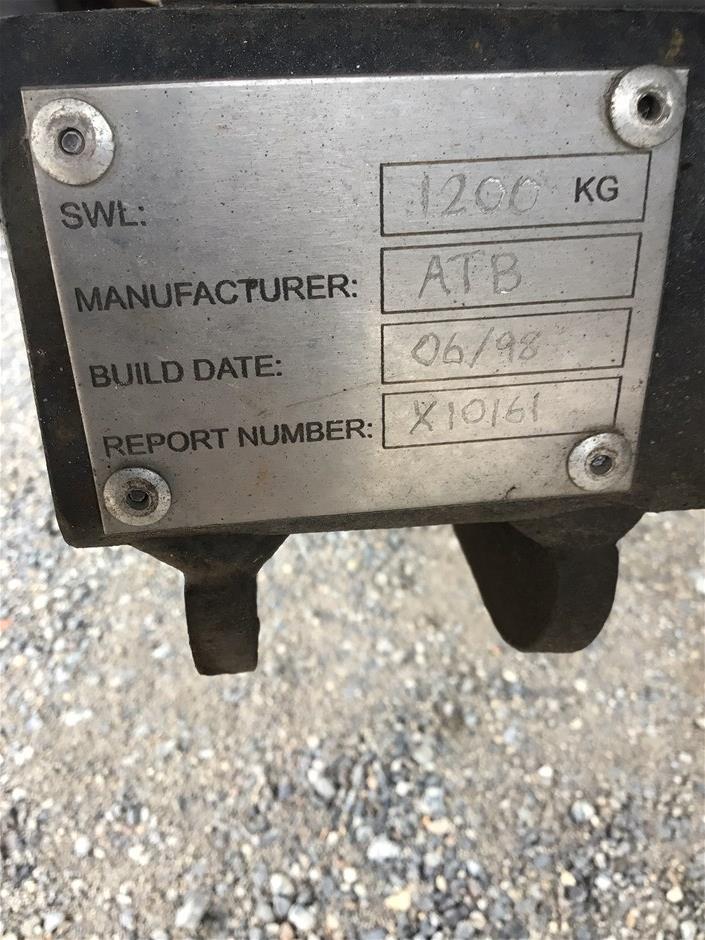 SWL: 1200 KG
MANUFACTURER: ATB
BUILD DATE: 06/98
REPORT NUMBER: X10161